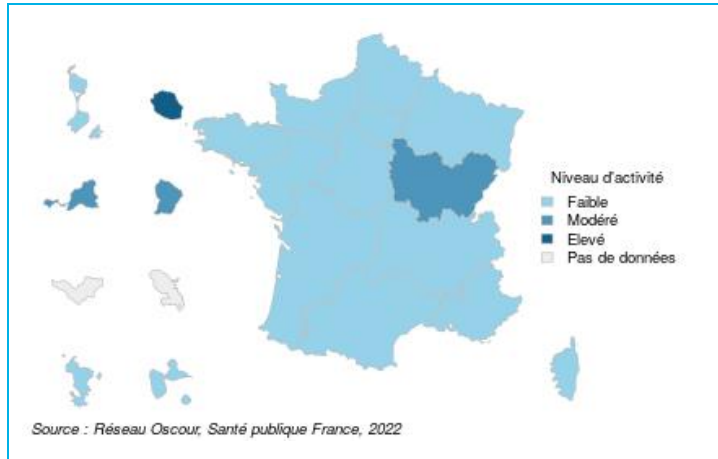 Niveau d'activité
Faible
Modéré
Elevé
Pas de données
Source : Réseau Oscour, Santé publique France, 2022